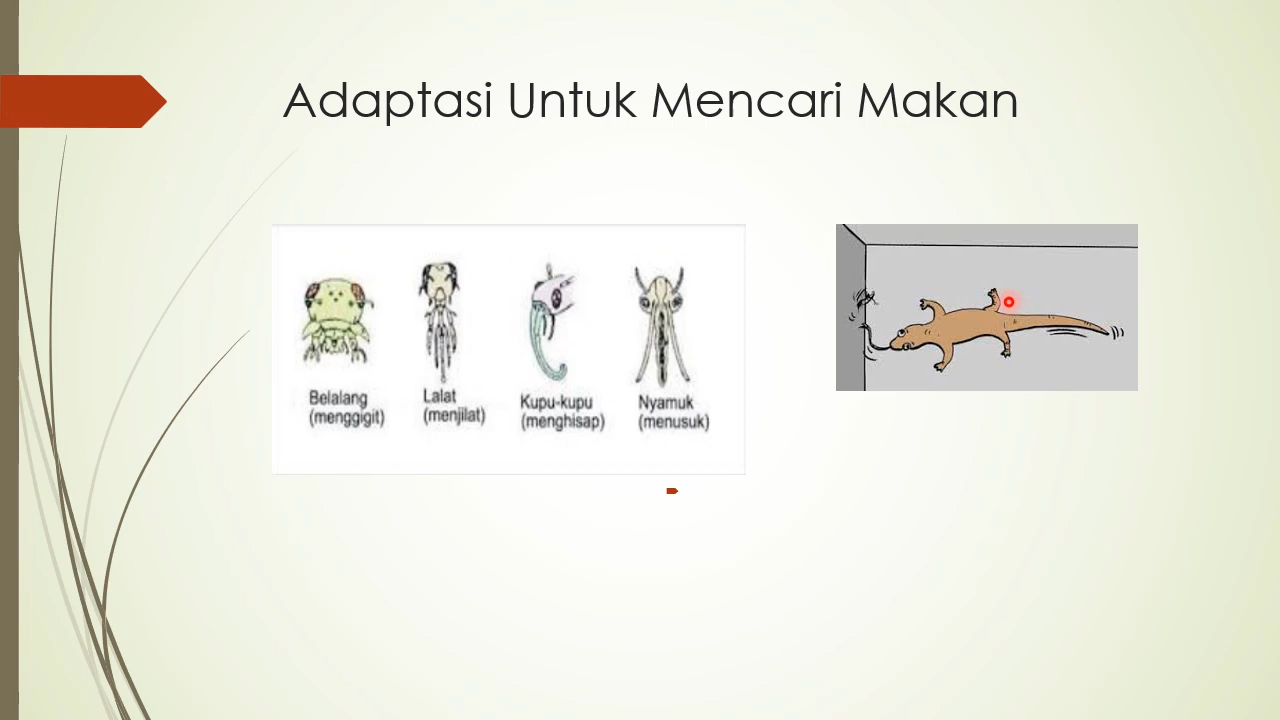 Adaptasi Untuk Mencari Makan
Belalang
(menggigit)
Lalat
(menjilat)
Kupu-kupu
(menghisap)
Nyamuk
(menusuk)